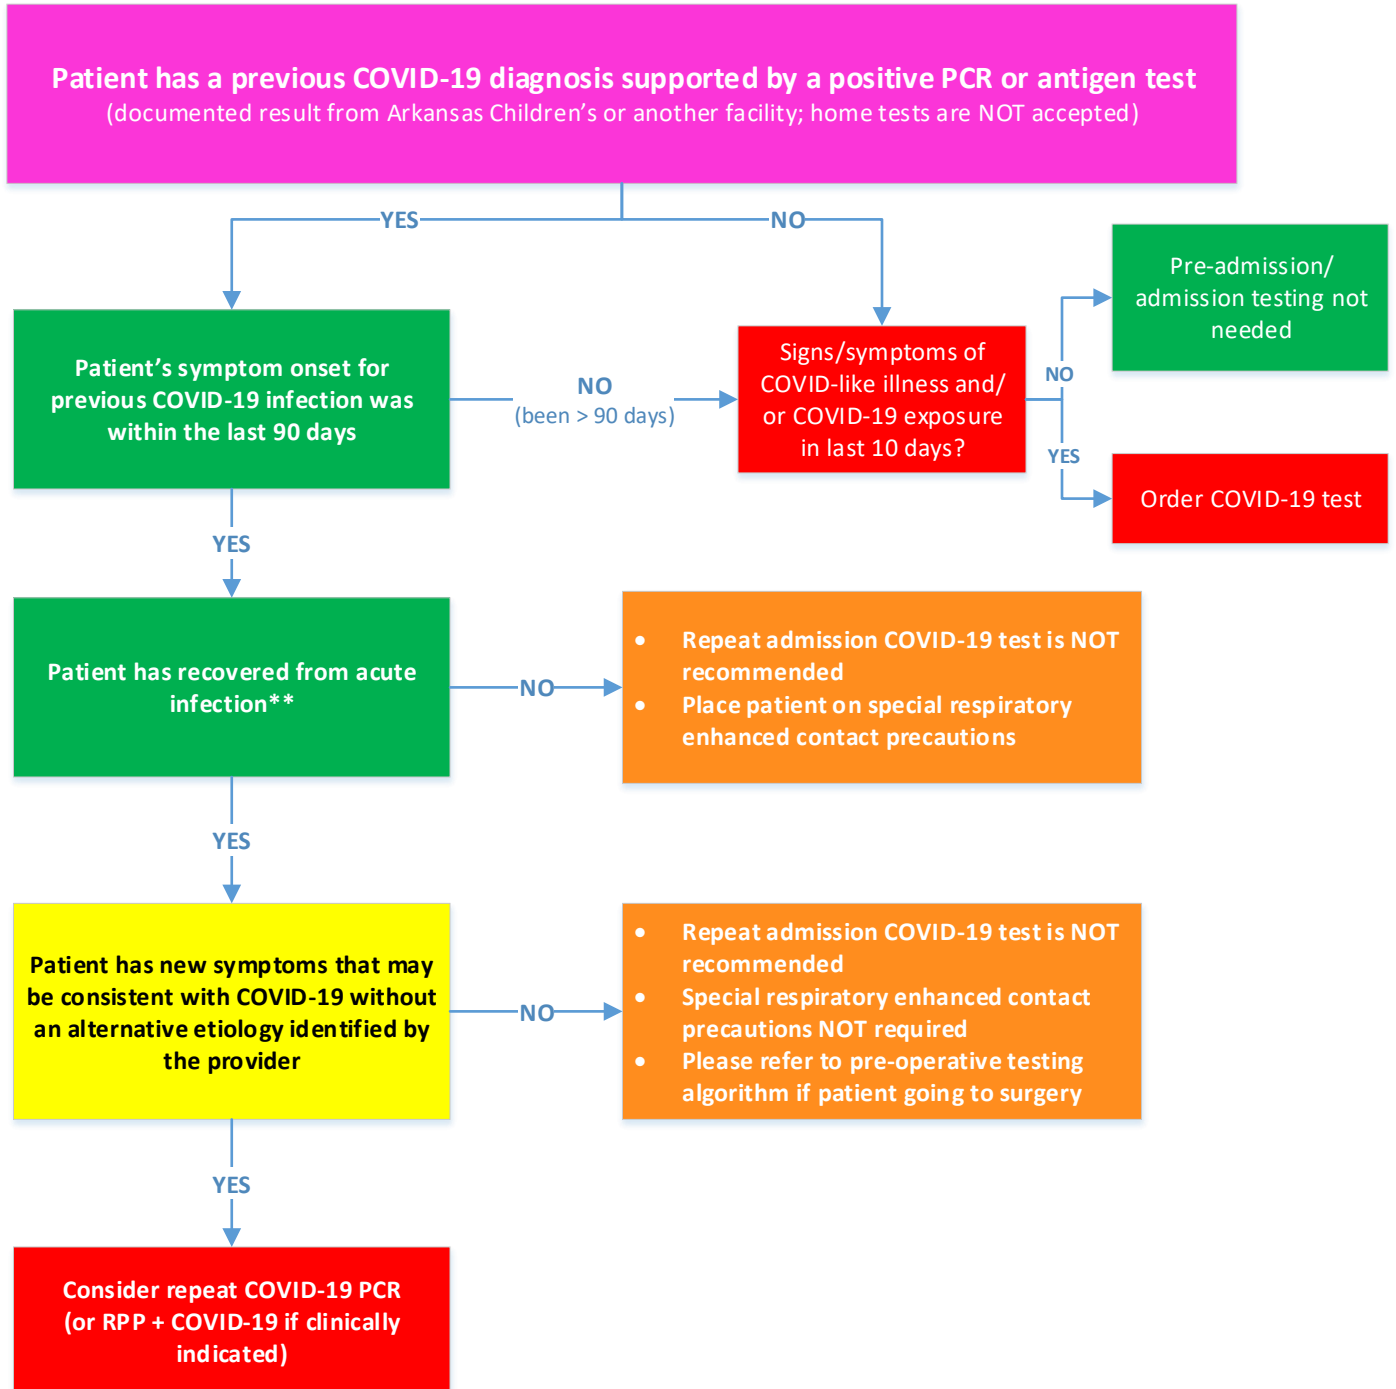 Patient has a previous COVID-19 diagnosis supported by a positive PCR or antigen test
(documented result from Arkansas Children’s or another facility; home tests are NOT accepted)
YES
NO
Pre-admission/
admission testing not
needed
Patient’s symptom onset for
previous COVID-19 infection was
within the last 90 days
NO
(been > 90 days)
Signs/symptoms of
COVID-like illness and/
or COVID-19 exposure
in last 10 days?
NO
YES
Order COVID-19 test
YES
Patient has recovered from acute
infection**
NO
• Repeat admission COVID-19 test is NOT
recommended
• Place patient on special respiratory
enhanced contact precautions
YES
Patient has new symptoms that may
be consistent with COVID-19 without
an alternative etiology identified by
the provider
NO
• Repeat admission COVID-19 test is NOT
recommended
• Special respiratory enhanced contact
precautions NOT required
• Please refer to pre-operative testing
algorithm if patient going to surgery
YES
Consider repeat COVID-19 PCR
(or RPP + COVID-19 if clinically
indicated)